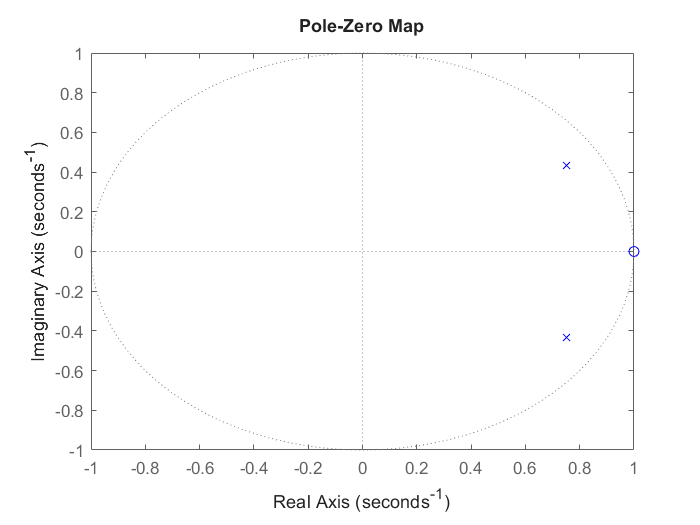 Pole-Zero Map
1
0.8
0.6
0.4
0.2
0
-0.2
-0.4
-0.6
-0.8
-1
-1 -0.8 -0.6 -0.4 -0.2 0 0.2 0.4 0.6 0.8 1
Imaginary Axis (seconds⁻¹)
Real Axis (seconds⁻¹)